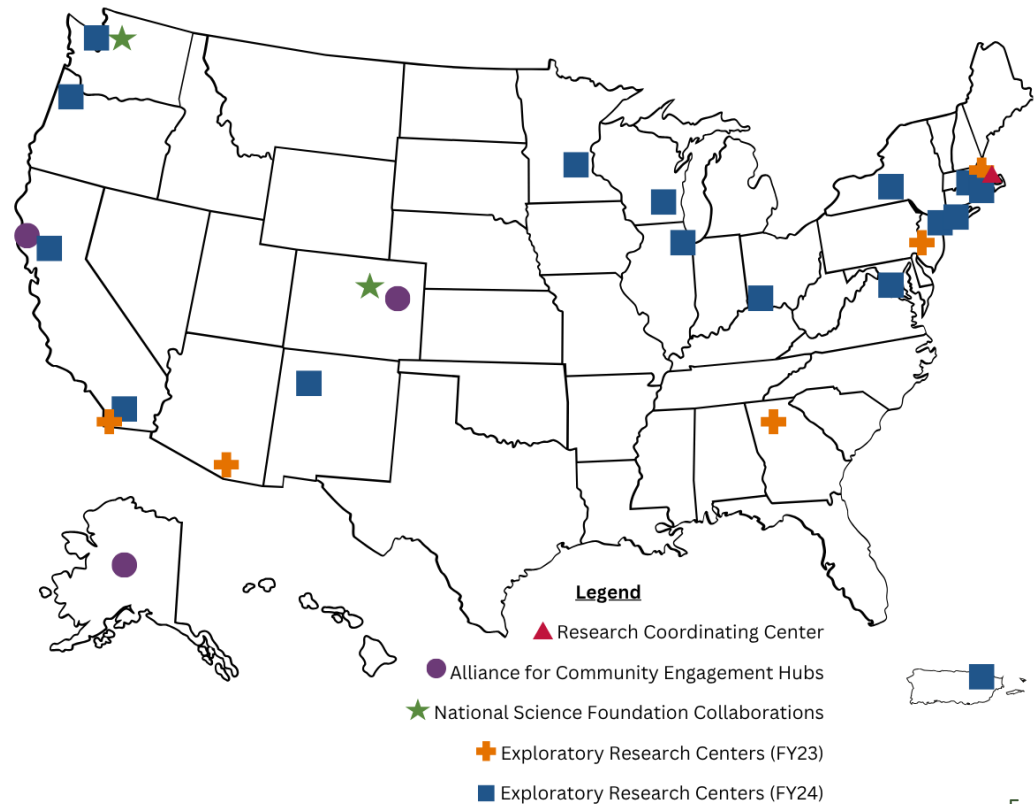 Legend
Research Coordinating Center
Alliance for Community Engagement Hubs
National Science Foundation Collaborations
Exploratory Research Centers (FY23)
Exploratory Research Centers (FY24)